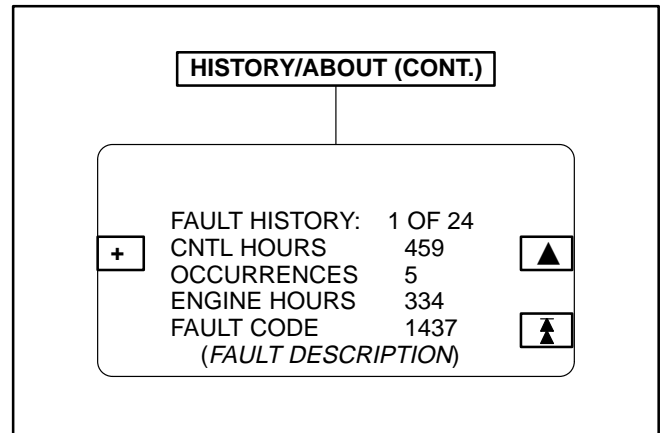 HISTORY/ABOUT (CONT.)
FAULT HISTORY: 1 OF 24
+ CNTL HOURS 459
OCCURRENCES 5
ENGINE HOURS 334
FAULT CODE 1437
(FAULT DESCRIPTION)